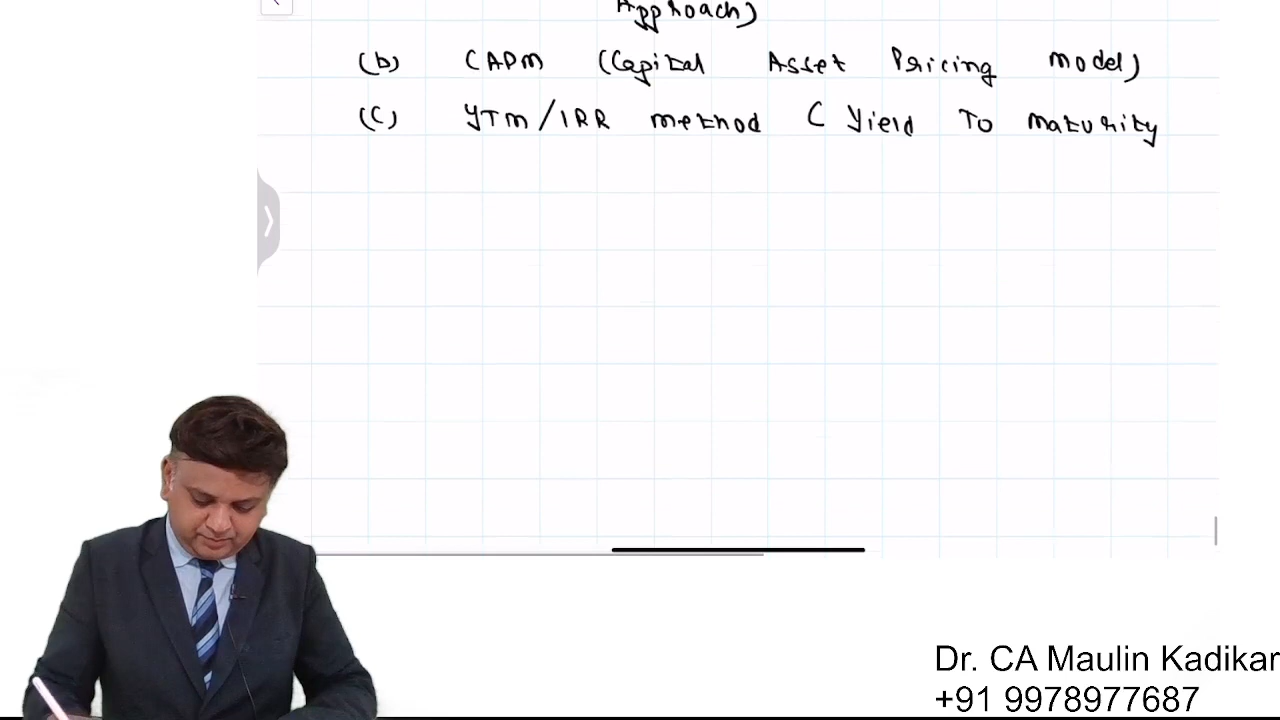 Approach)
(b) CAPM (Capital Asset Pricing model)
(C) YTM/IRR method ( Yield To maturity
Dr. CA Maulin Kadikar
+91 9978977687